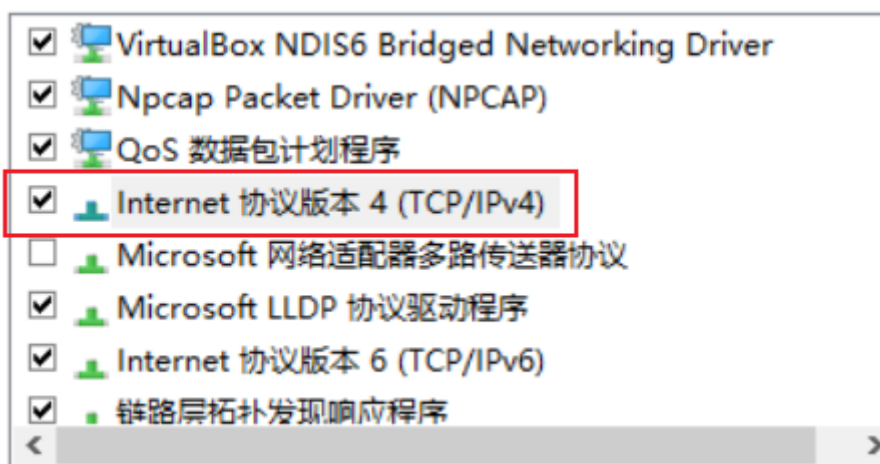 VirtualBox NDIS6 Bridged Networking Driver
Npcap Packet Driver (NPCAP)
QoS 数据包计划程序
Internet 协议版本 4 (TCP/IPv4)
Microsoft 网络适配器多路传送器协议
Microsoft LLDP 协议驱动程序
Internet 协议版本 6 (TCP/IPv6)
链路层拓扑发现响应程序